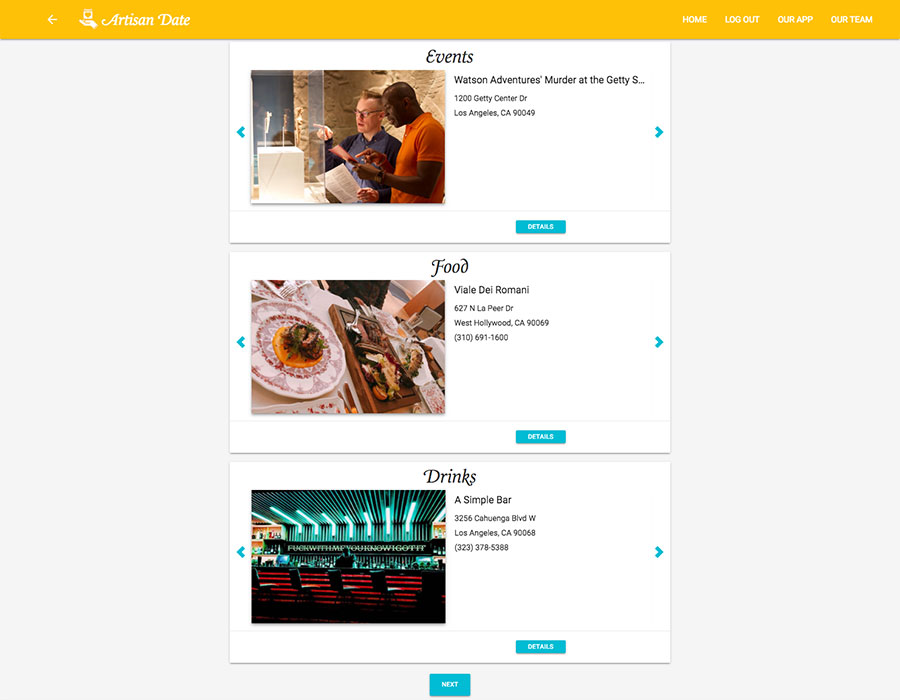 Artisan Date
HOME
LOG OUT
OUR APP
OUR TEAM
Events
Watson Adventures' Murder at the Getty S...
1200 Getty Center Dr
Los Angeles, CA 90049
DETAILS
Food
Viale Dei Romani
627 N La Peer Dr
West Hollywood, CA 90069
(310) 691-1600
DETAILS
Drinks
A Simple Bar
3256 Cahuenga Blvd W
Los Angeles, CA 90068
(323) 378-5388
FUCKWITHMEYOUKNOWIGOTIT
DETAILS
NEXT